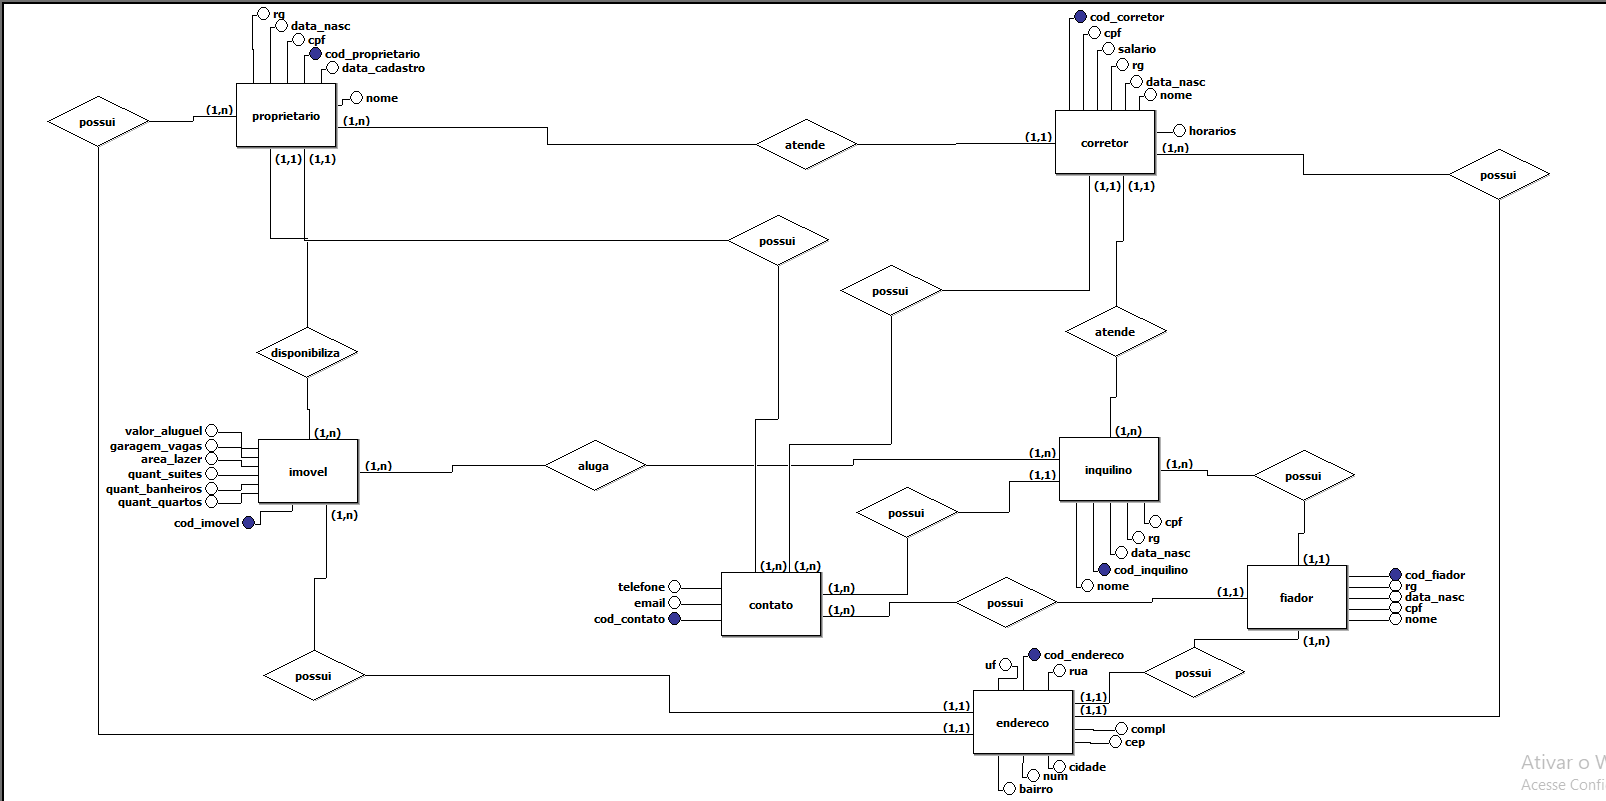 rg
data_nasc
cpf
cod_proprietario
data_cadastro
nome
proprietario
(1,n)
(1,n)
(1,1)
(1,1)
possui
atende
(1,1)
cod_corretor
cpf
salario
rg
data_nasc
nome
horarios
corretor
(1,n)
(1,1)
(1,1)
possui
possui
possui
atende
disponibiliza
(1,n)
valor_aluguel
garagem_vagas
area_lazer
quant_suites
quant_banheiros
quant_quartos
cod_imovel
imovel
(1,n)
(1,n)
aluga
(1,n)
(1,n)
(1,1)
inquilino
(1,n)
possui
possui
cpf
rg
data_nasc
cod_inquilino
nome
(1,1)
fiador
cod_fiador
rg
data_nasc
cpf
nome
(1,1)
(1,n)
(1,n)
(1,n)
telefone
email
cod_contato
contato
(1,n)
(1,n)
possui
possui
possui
uf
cod_endereco
rua
(1,1)
(1,1)
endereco
(1,1)
(1,1)
compl
cep
cidade
num
bairro
Ativar o W
Acesse Confi